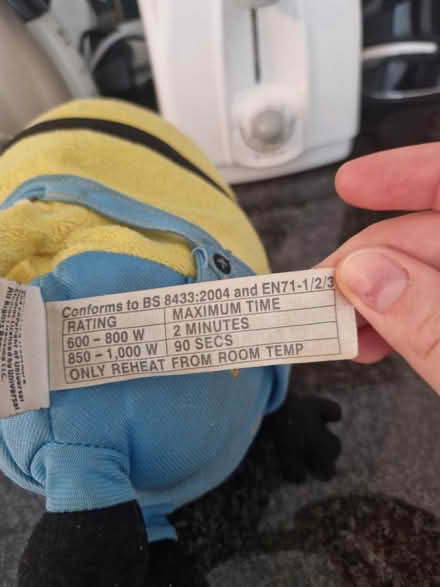 Conforms to BS 8433:2004 and EN71-1/2/3
RATING MAXIMUM TIME
600 - 800 W 2 MINUTES
850 - 1,000 W 90 SECS
ONLY REHEAT FROM ROOM TEMP